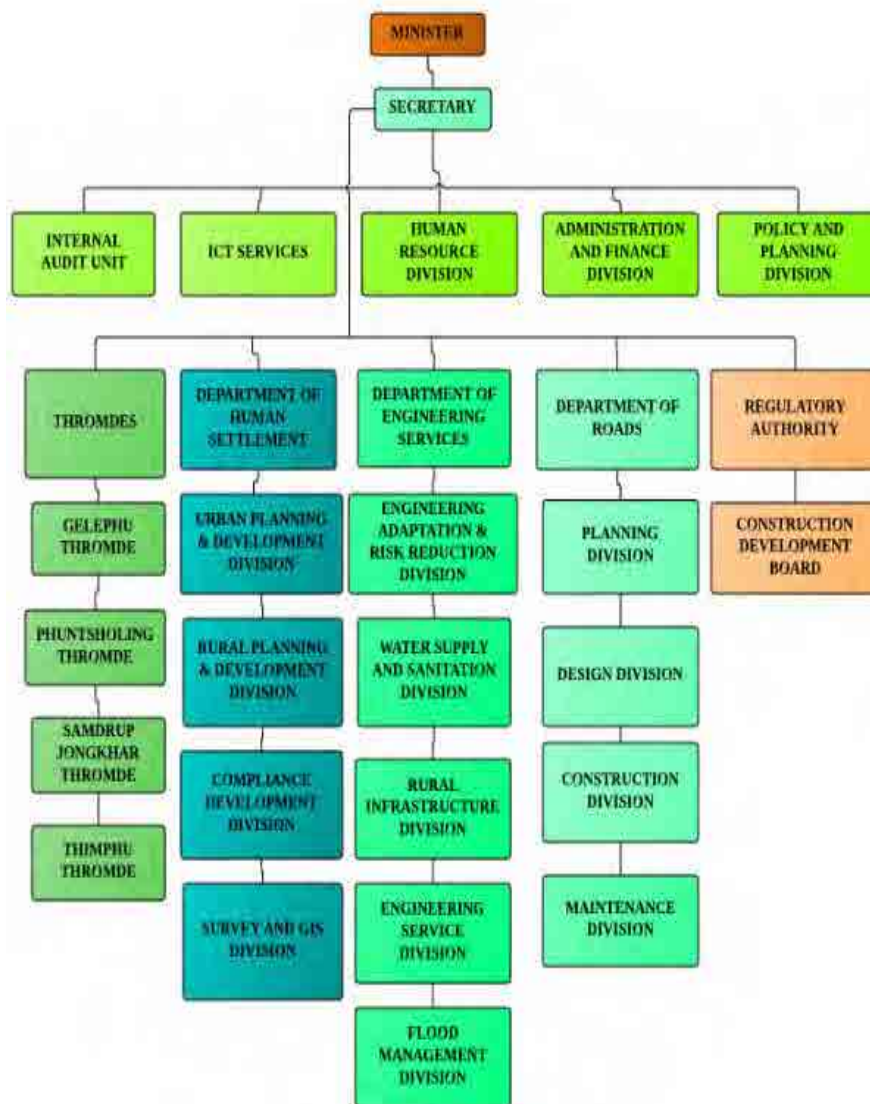 MINISTER
SECRETARY
INTERNAL
AUDIT UNIT
ICT SERVICES
HUMAN
RESOURCE
DIVISION
ADMINISTRATION
AND FINANCE
DIVISION
POLICY AND
PLANNING
DIVISION
THROMDES
GELEPHU
THROMDE
PHUNTSHOLING
THROMDE
SAMDRUP
JONGKHAR
THROMDE
THIMPHU
THROMDE
DEPARTMENT OF
HUMAN
SETTLEMENT
URBAN PLANNING
& DEVELOPMENT
DIVISION
RURAL PLANNING
& DEVELOPMENT
DIVISION
COMPLIANCE
DEVELOPMENT
DIVISION
SURVEY AND GIS
DIVISION
DEPARTMENT OF
ENGINEERING
SERVICES
ENGINEERING
ADAPTATION &
RISK REDUCTION
DIVISION
WATER SUPPLY
AND SANITATION
DIVISION
RURAL
INFRASTRUCTURE
DIVISION
ENGINEERING
SERVICE
DIVISION
FLOOD
MANAGEMENT
DIVISION
DEPARTMENT OF
ROADS
PLANNING
DIVISION
DESIGN DIVISION
CONSTRUCTION
DIVISION
MAINTENANCE
DIVISION
REGULATORY
AUTHORITY
CONSTRUCTION
DEVELOPMENT
BOARD